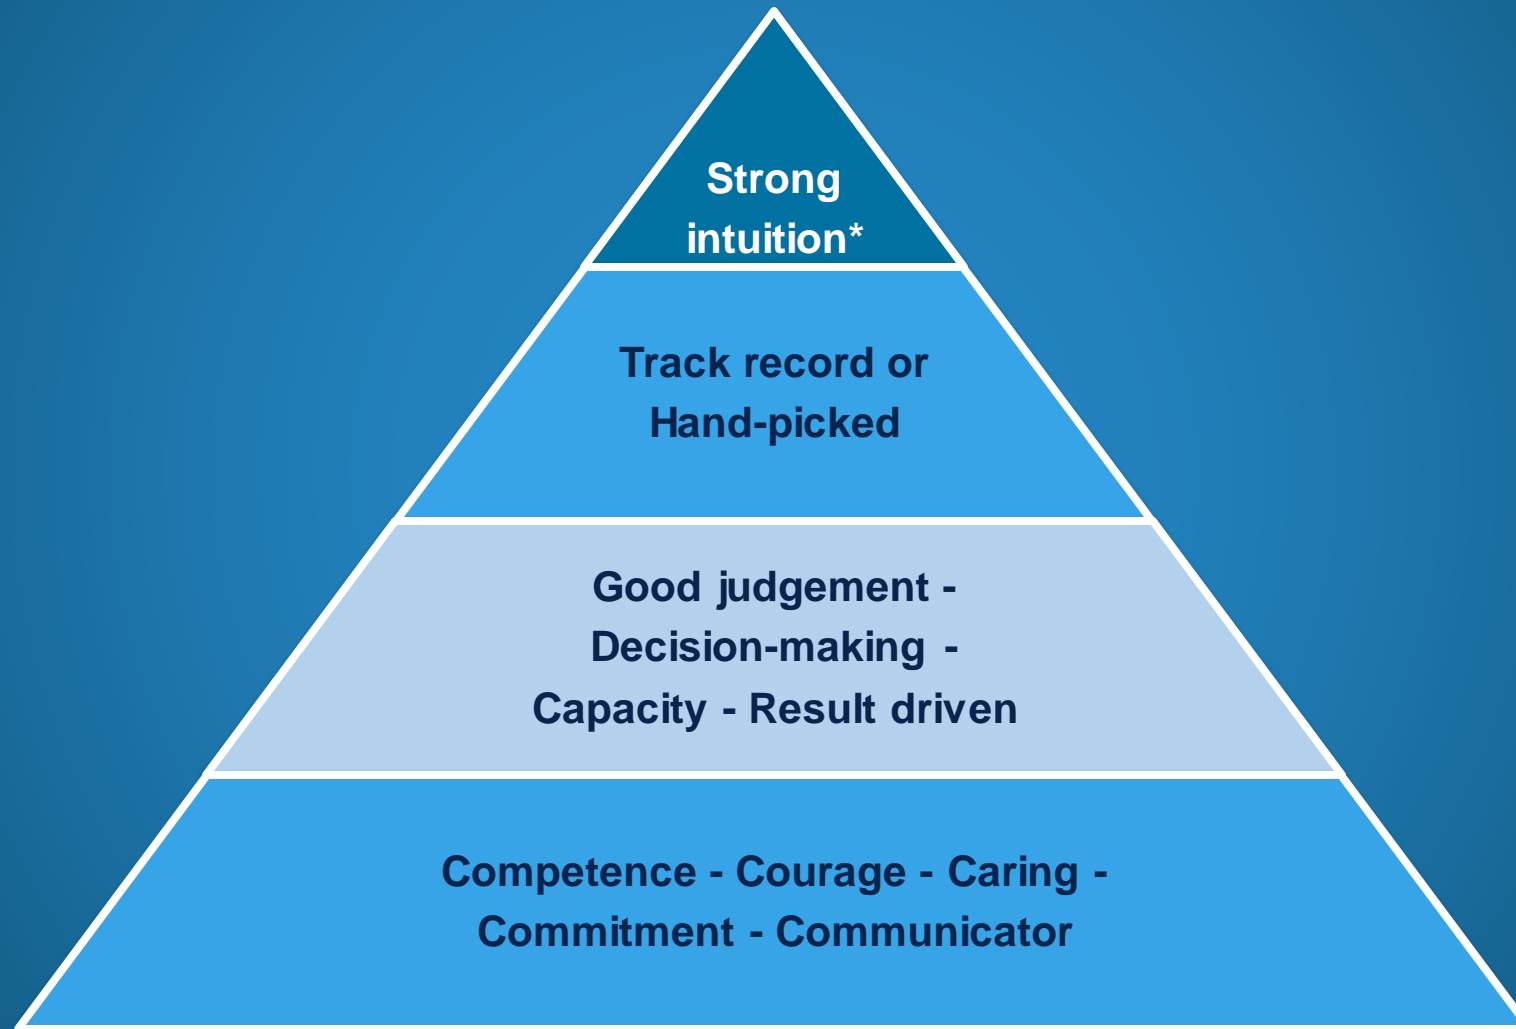 Strong
intuition*
Track record or
Hand-picked
Good judgement -
Decision-making -
Capacity - Result driven
Competence - Courage - Caring -
Commitment - Communicator